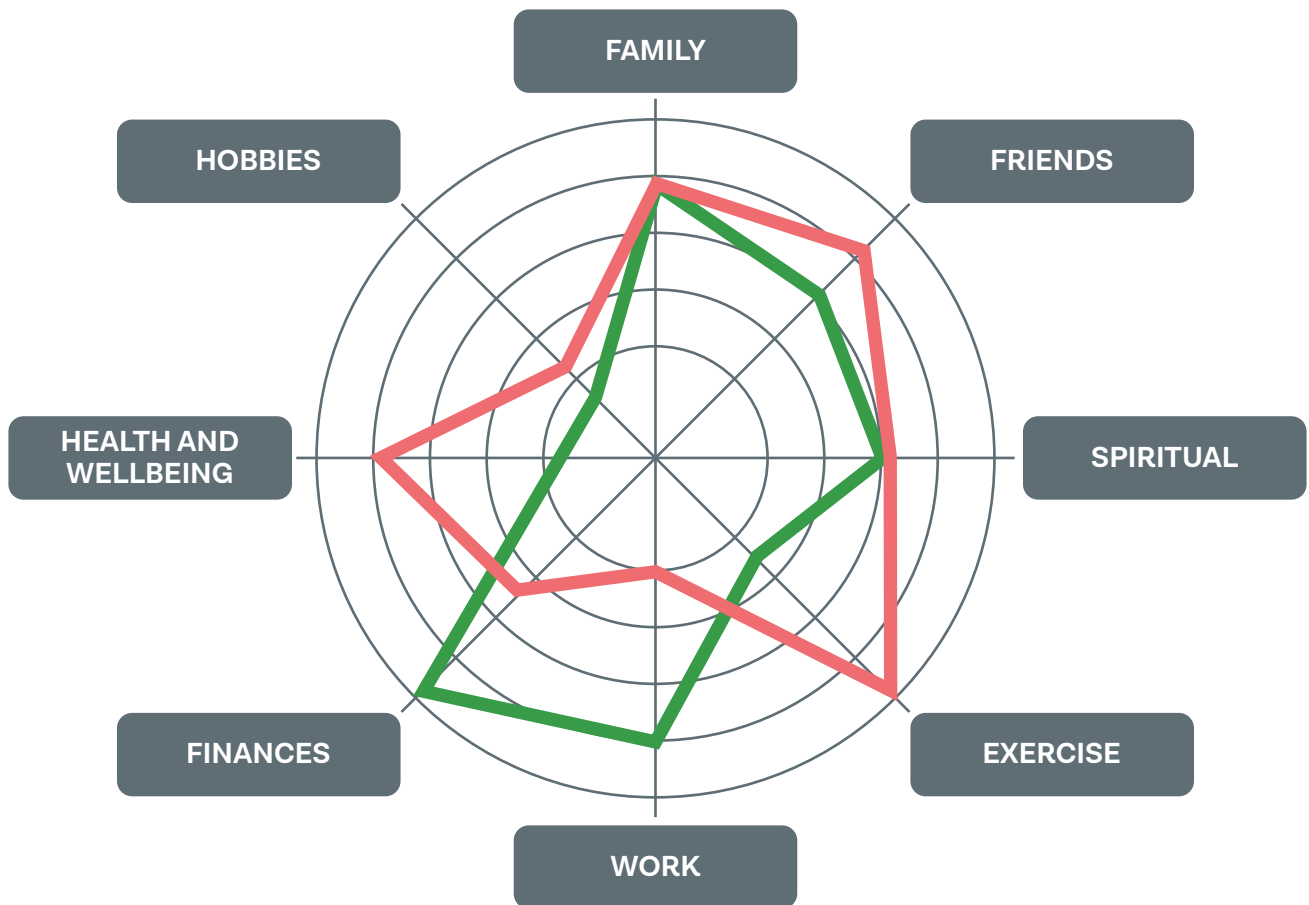 FAMILY
HOBBIES
FRIENDS
HEALTH AND
WELLBEING
SPIRITUAL
FINANCES
EXERCISE
WORK